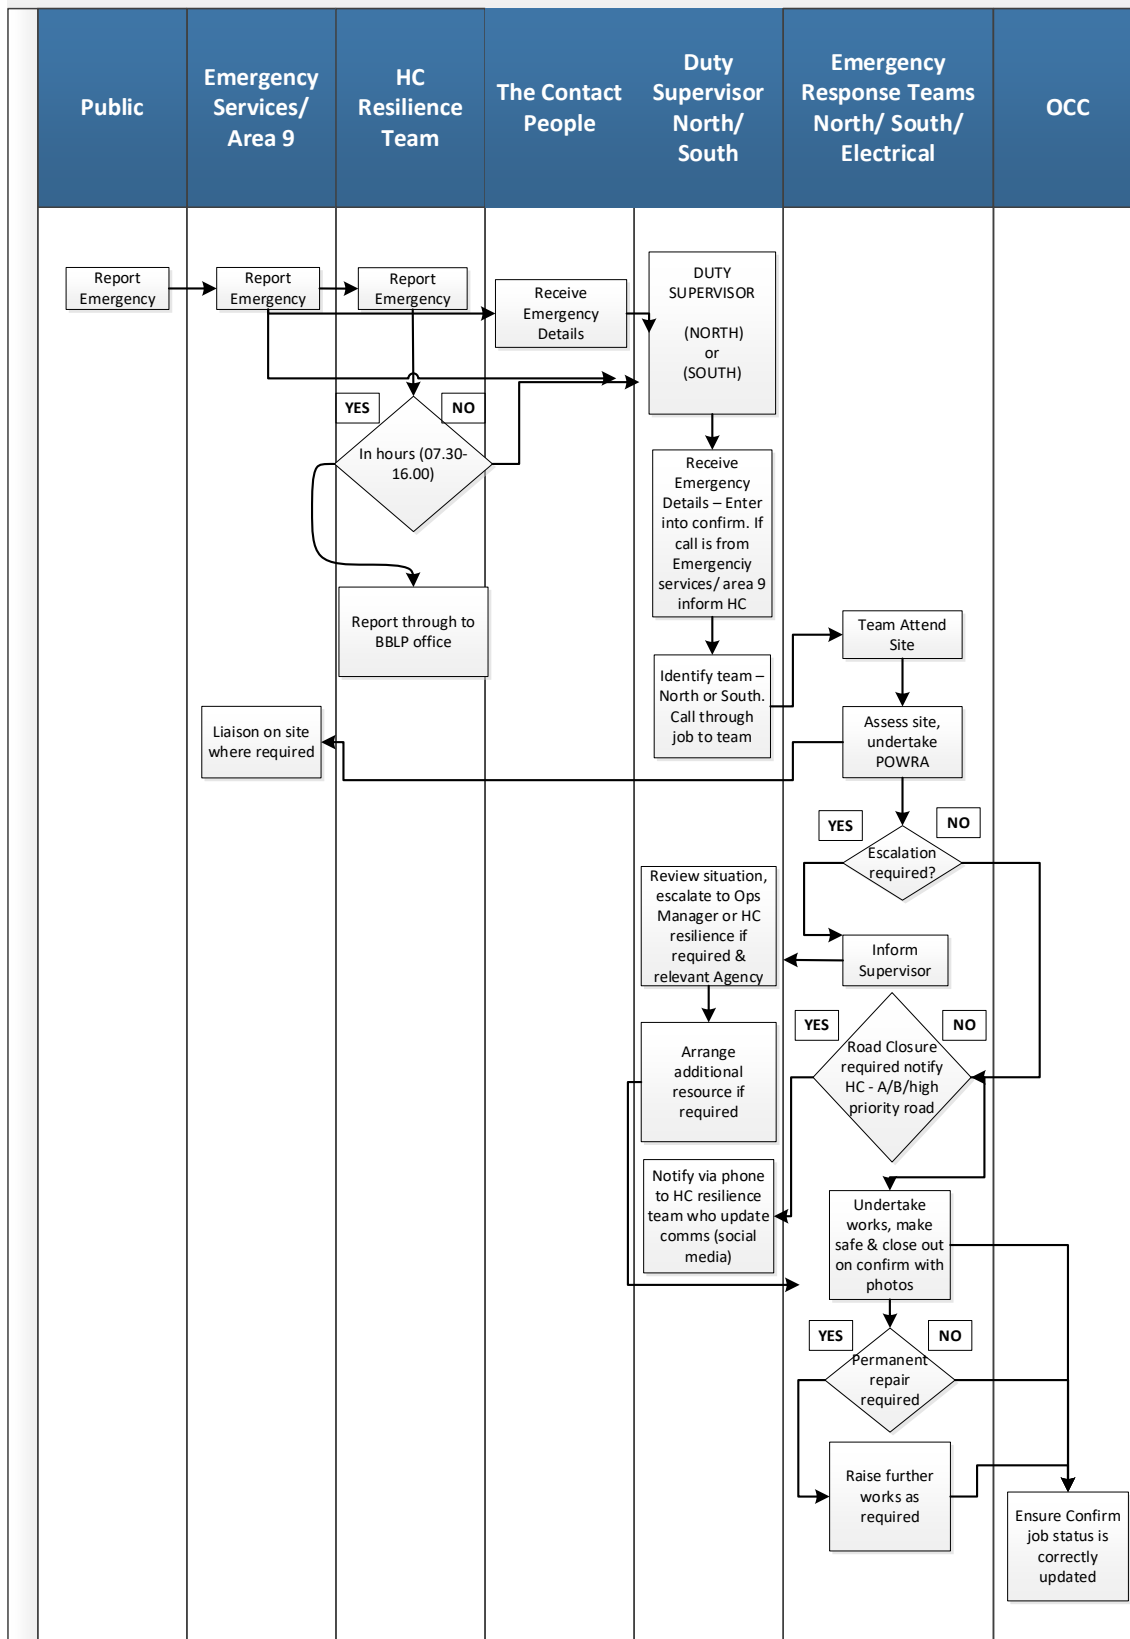 Public
Emergency
Services/
Area 9
HC
Resilience
Team
The Contact
People
Duty
Supervisor
North/
South
Emergency
Response Teams
North/ South/
Electrical
OCC
Report
Emergency
Report
Emergency
Report
Emergency
Receive
Emergency
Details
DUTY
SUPERVISOR
(NORTH)
or
(SOUTH)
YES
NO
In hours (07.30-
16.00)
Report through to
BBLP office
Receive
Emergency
Details – Enter
into confirm. If
call is from
Emergenciy
services/ area 9
inform HC
Identify team –
North or South.
Call through
job to team
Team Attend
Site
Assess site,
undertake
POWRA
Liaison on site
where required
YES
NO
Escalation
required?
Inform
Supervisor
Review situation,
escalate to Ops
Manager or HC
resilience if
required &
relevant Agency
Arrange
additional
resource if
required
YES
NO
Road Closure
required notify
HC - A/B/high
priority road
Notify via phone
to HC resilience
team who update
comms (social
media)
Undertake
works, make
safe & close out
on confirm with
photos
YES
NO
Permanent
repair
required
Raise further
works as
required
Ensure Confirm
job status is
correctly
updated